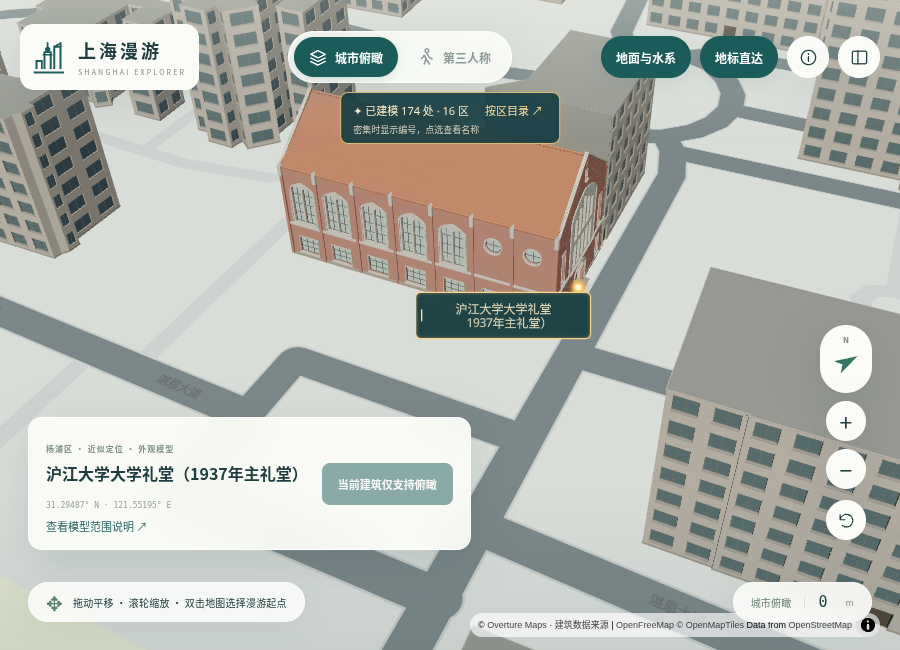 上海漫游
SHANGHAI EXPLORER
城市俯瞰
第三人称
地面与水系
地标直达
✦ 已建模 174 处 · 16 区 按区目录 ↗
密集时显示编号，点选查看名称
沪江大学大学礼堂
1937年主礼堂）
湛恩大道
N
杨浦区 · 近似定位 · 外观模型
沪江大学大学礼堂（1937年主礼堂）
当前建筑仅支持俯瞰
31.29487° N · 121.55195° E
查看模型范围说明 ↗
拖动平移 · 滚轮缩放 · 双击地图选择漫游起点
城市俯瞰 0 m
© Overture Maps · 建筑数据来源 | OpenFreeMap © OpenMapTiles Data from OpenStreetMap